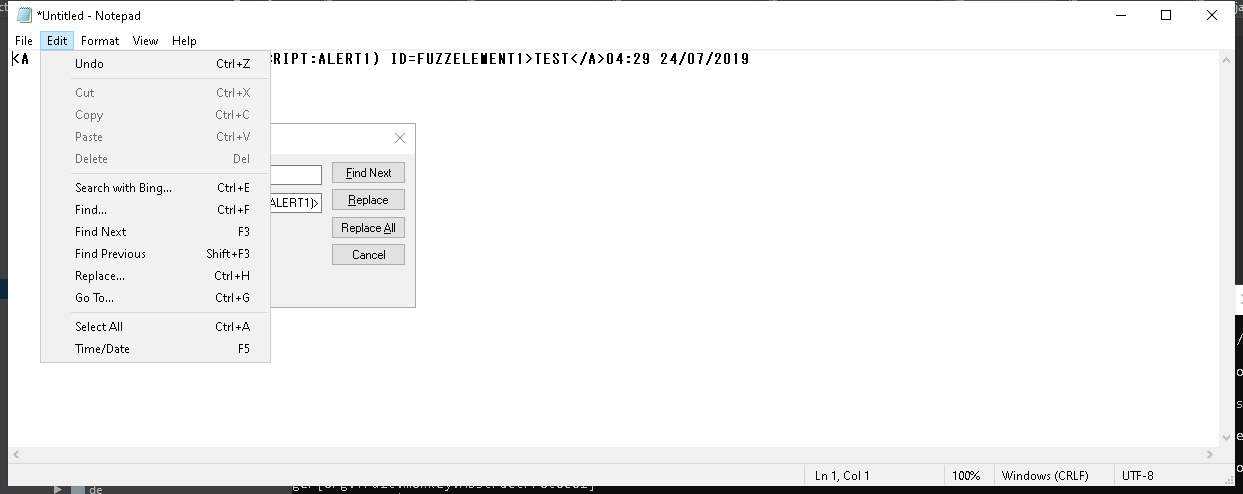 *Untitled - Notepad
File Edit Format View Help
<A RIPT:ALERT1) ID=FUZZELEMENT1>TEST</A>04:29 24/07/2019
Undo Ctrl+Z
Cut Ctrl+X
Copy Ctrl+C
Paste Ctrl+V
Delete Del
Search with Bing... Ctrl+E
Find... Ctrl+F
Find Next F3
Find Previous Shift+F3
Replace... Ctrl+H
Go To... Ctrl+G
Select All Ctrl+A
Time/Date F5
Find Next
ALERT1)>
Replace
Replace All
Cancel
Ln 1, Col 1 100% Windows (CRLF) UTF-8
de